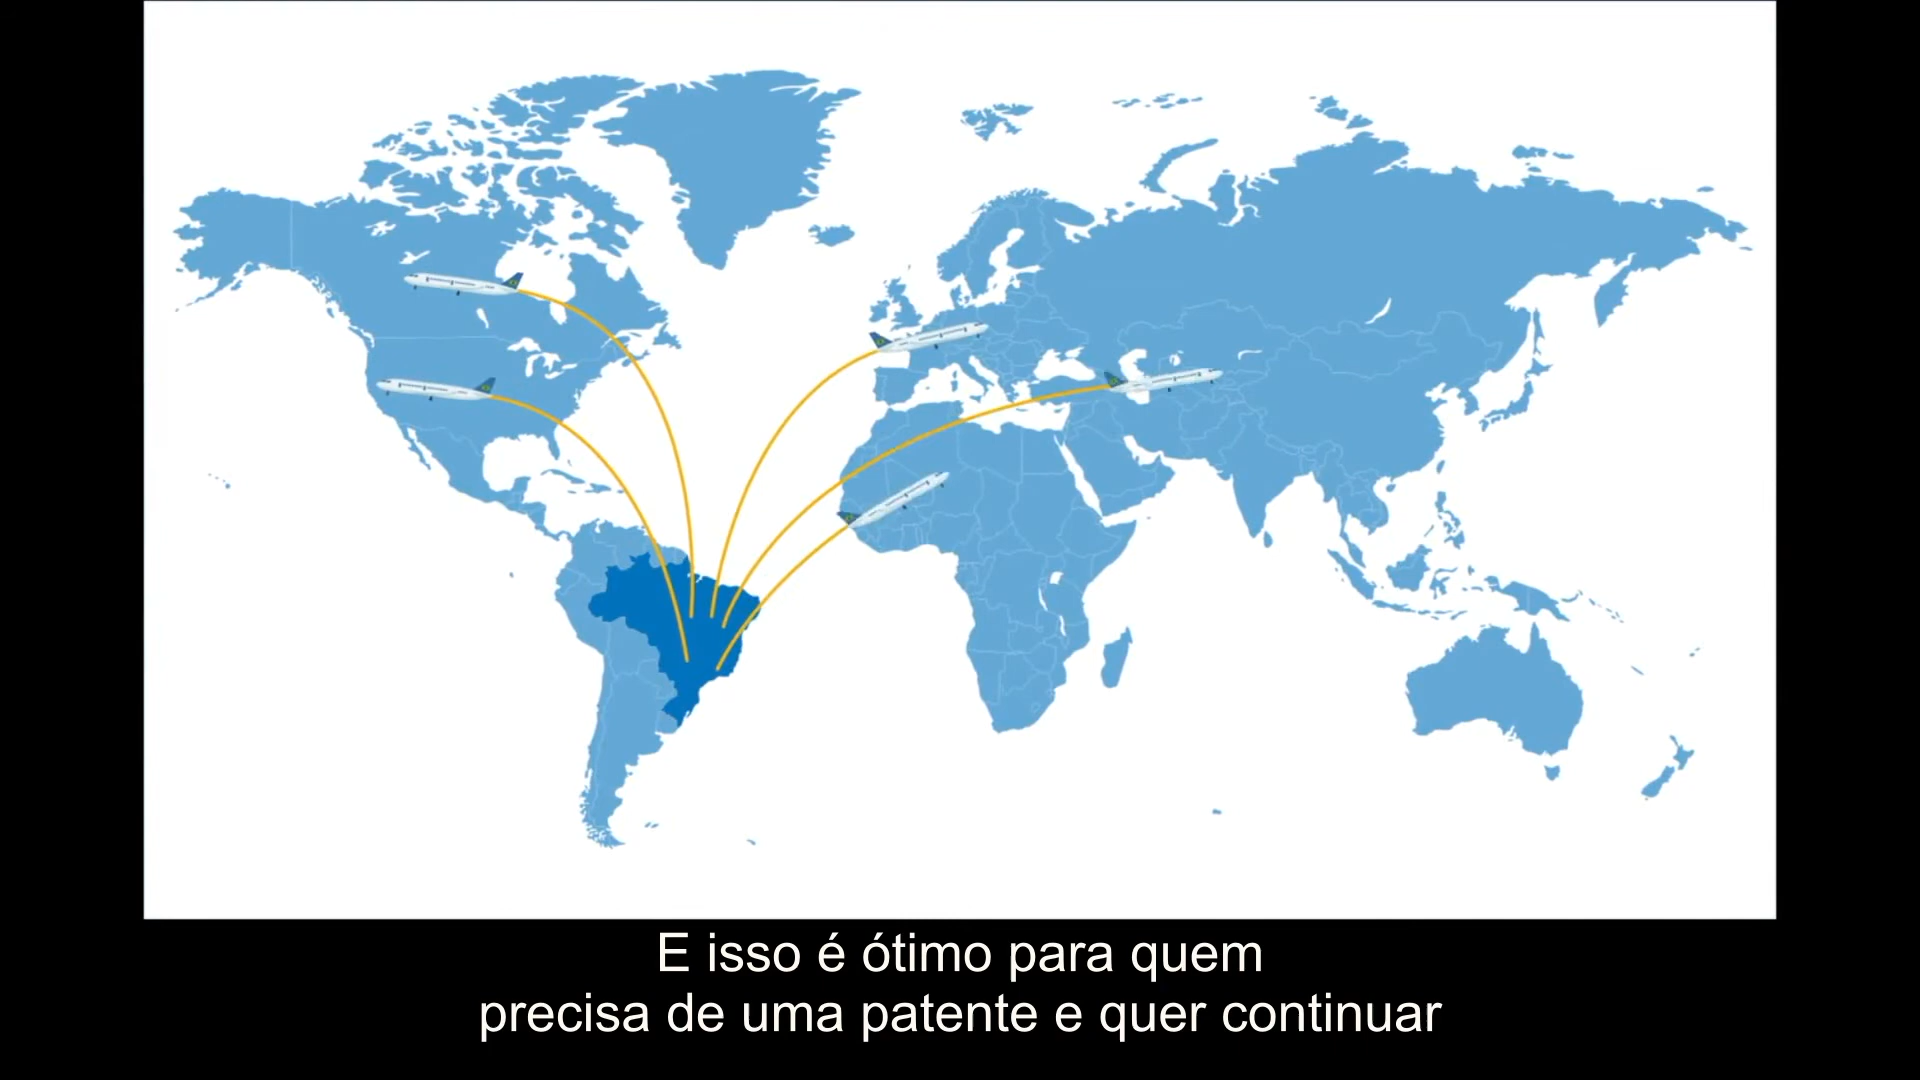 E isso é ótimo para quem
precisa de uma patente e quer continuar